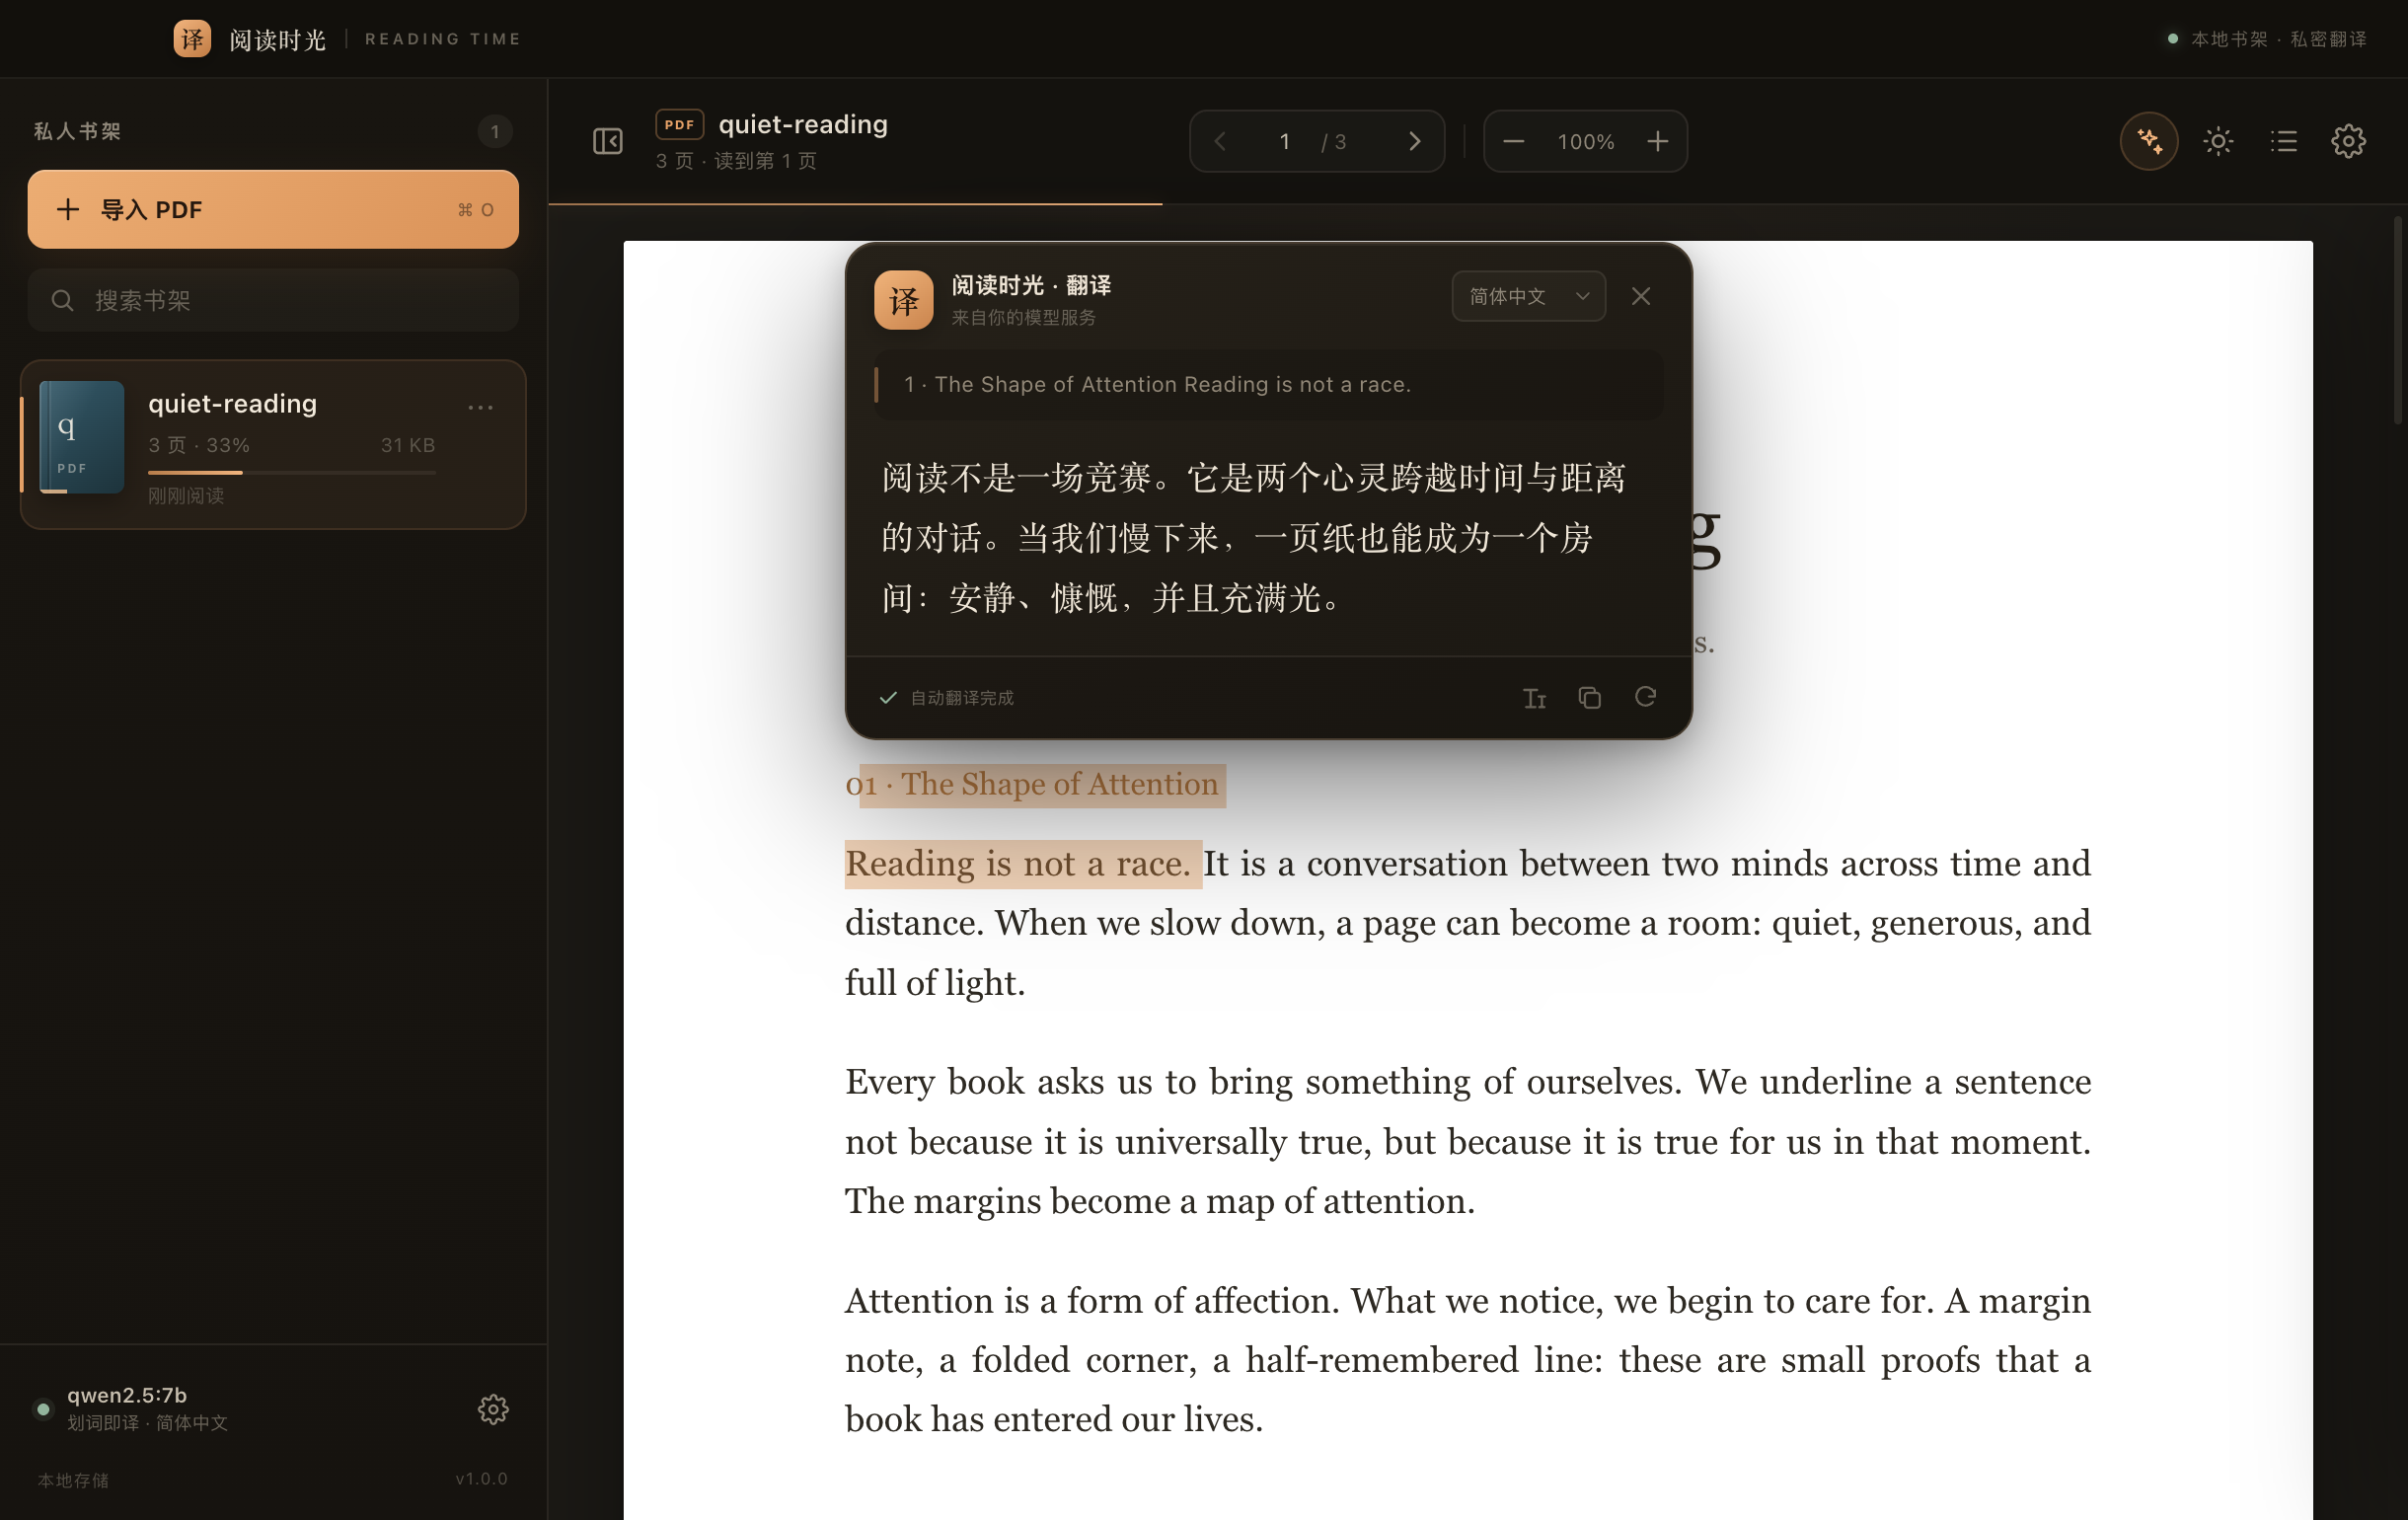 译 阅读时光 READING TIME
本地书架 · 私密翻译
私人书架 1
导入 PDF ⌘ O
搜索书架
q
PDF
quiet-reading
3 页 · 33% 31 KB
刚刚阅读
qwen2.5:7b
划词即译 · 简体中文
本地存储 v1.0.0
PDF quiet-reading
3 页 · 读到第 1 页
1 / 3
100%
译
阅读时光 · 翻译
来自你的模型服务
简体中文
1 · The Shape of Attention Reading is not a race.
阅读不是一场竞赛。它是两个心灵跨越时间与距离
的对话。当我们慢下来，一页纸也能成为一个房
间：安静、慷慨，并且充满光。
自动翻译完成
g
s.
01 · The Shape of Attention
Reading is not a race. It is a conversation between two minds across time and
distance. When we slow down, a page can become a room: quiet, generous, and
full of light.
Every book asks us to bring something of ourselves. We underline a sentence
not because it is universally true, but because it is true for us in that moment.
The margins become a map of attention.
Attention is a form of affection. What we notice, we begin to care for. A margin
note, a folded corner, a half-remembered line: these are small proofs that a
book has entered our lives.